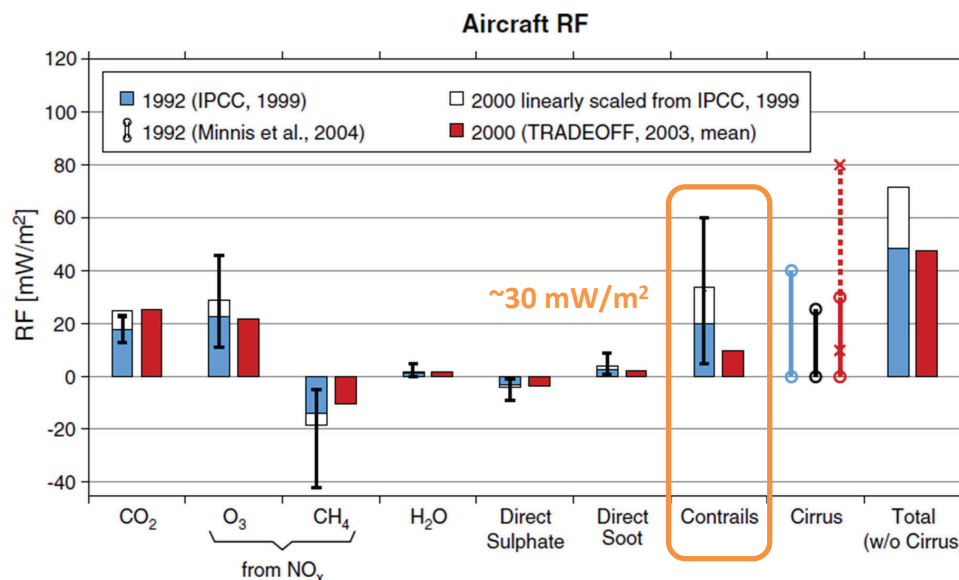 Aircraft RF
120
100
80
60
40
20
0
-20
-40
RF [mW/m²]
1992 (IPCC, 1999)
2000 linearly scaled from IPCC, 1999
1992 (Minnis et al., 2004)
2000 (TRADEOFF, 2003, mean)
~30 mW/m²
CO₂
O₃
CH₄
H₂O
Direct
Sulphate
Direct
Soot
Contrails
Cirrus
Total
(w/o Cirrus
from NOₓ